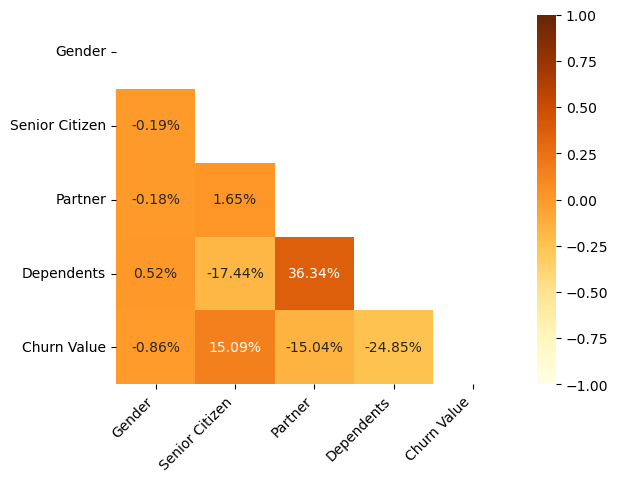 Gender
Senior Citizen -0.19%
Partner -0.18% 1.65%
Dependents 0.52% -17.44% 36.34%
Churn Value -0.86% 15.09% -15.04% -24.85%
Gender Senior Citizen Partner Dependents Churn Value
1.00
0.75
0.50
0.25
0.00
−0.25
−0.50
−0.75
−1.00